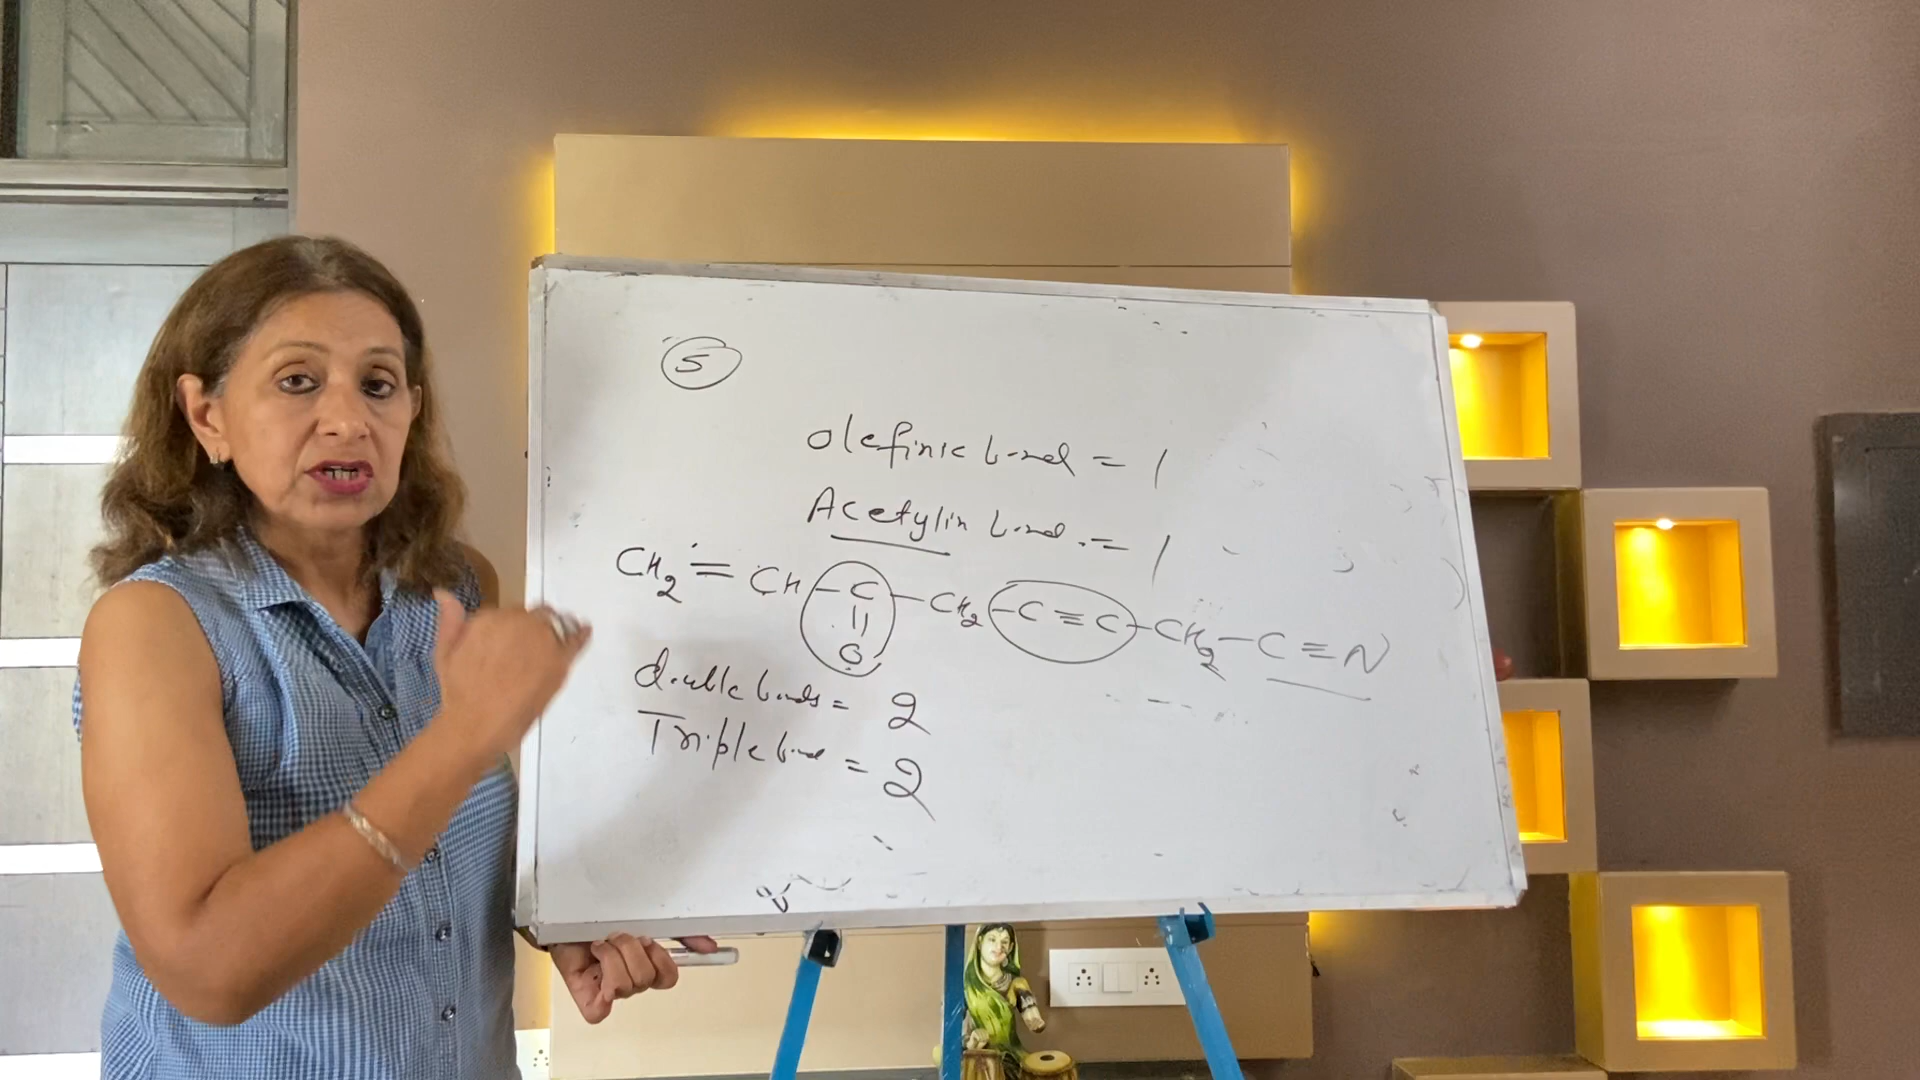 5
Olefinic bond = 1
Acetylin bond = 1
CH2 = CH - C - CH2 - C ≡ C - CH2 - C ≡ N
||
O
double bonds = 2
Triple bond = 2